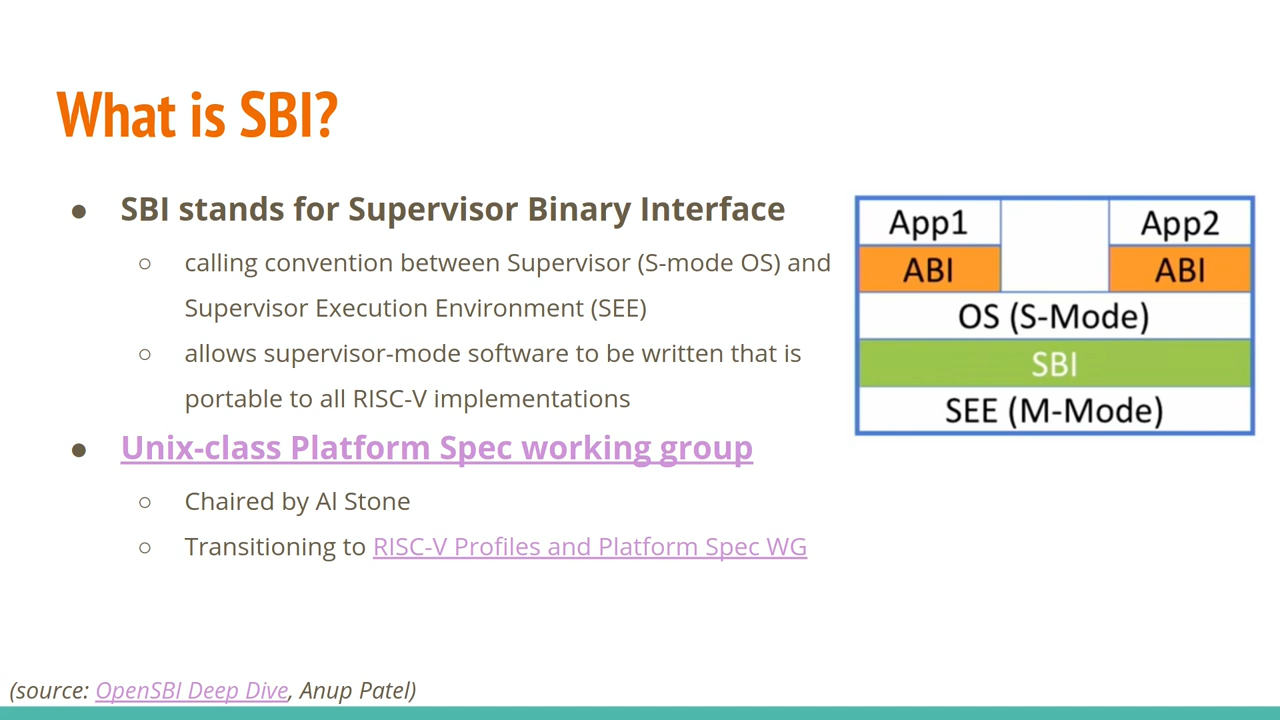 What is SBI?
● SBI stands for Supervisor Binary Interface
○ calling convention between Supervisor (S-mode OS) and
Supervisor Execution Environment (SEE)
○ allows supervisor-mode software to be written that is
portable to all RISC-V implementations
● Unix-class Platform Spec working group
○ Chaired by Al Stone
○ Transitioning to RISC-V Profiles and Platform Spec WG
App1 App2
ABI ABI
OS (S-Mode)
SBI
SEE (M-Mode)
(source: OpenSBI Deep Dive, Anup Patel)